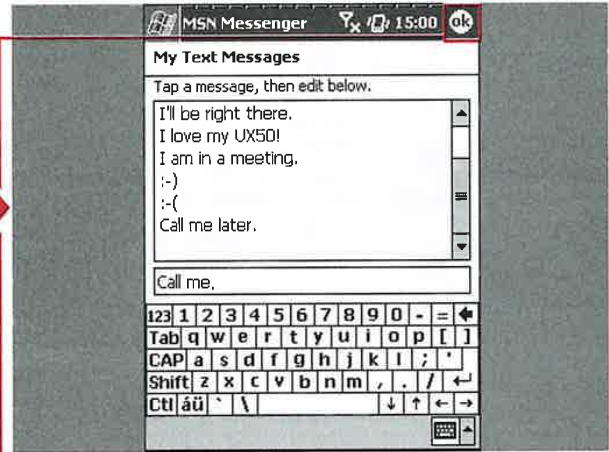 MSN Messenger 15:00 ok
My Text Messages
Tap a message, then edit below.
I'll be right there.
I love my UX50!
I am in a meeting.
:-)
:-(
Call me later.
Call me.
123 1 2 3 4 5 6 7 8 9 0 - =
Tab q w e r t y u i o p [ ]
CAP a s d f g h j k l ; '
Shift z x c v b n m , . /
Ctl áü ` \